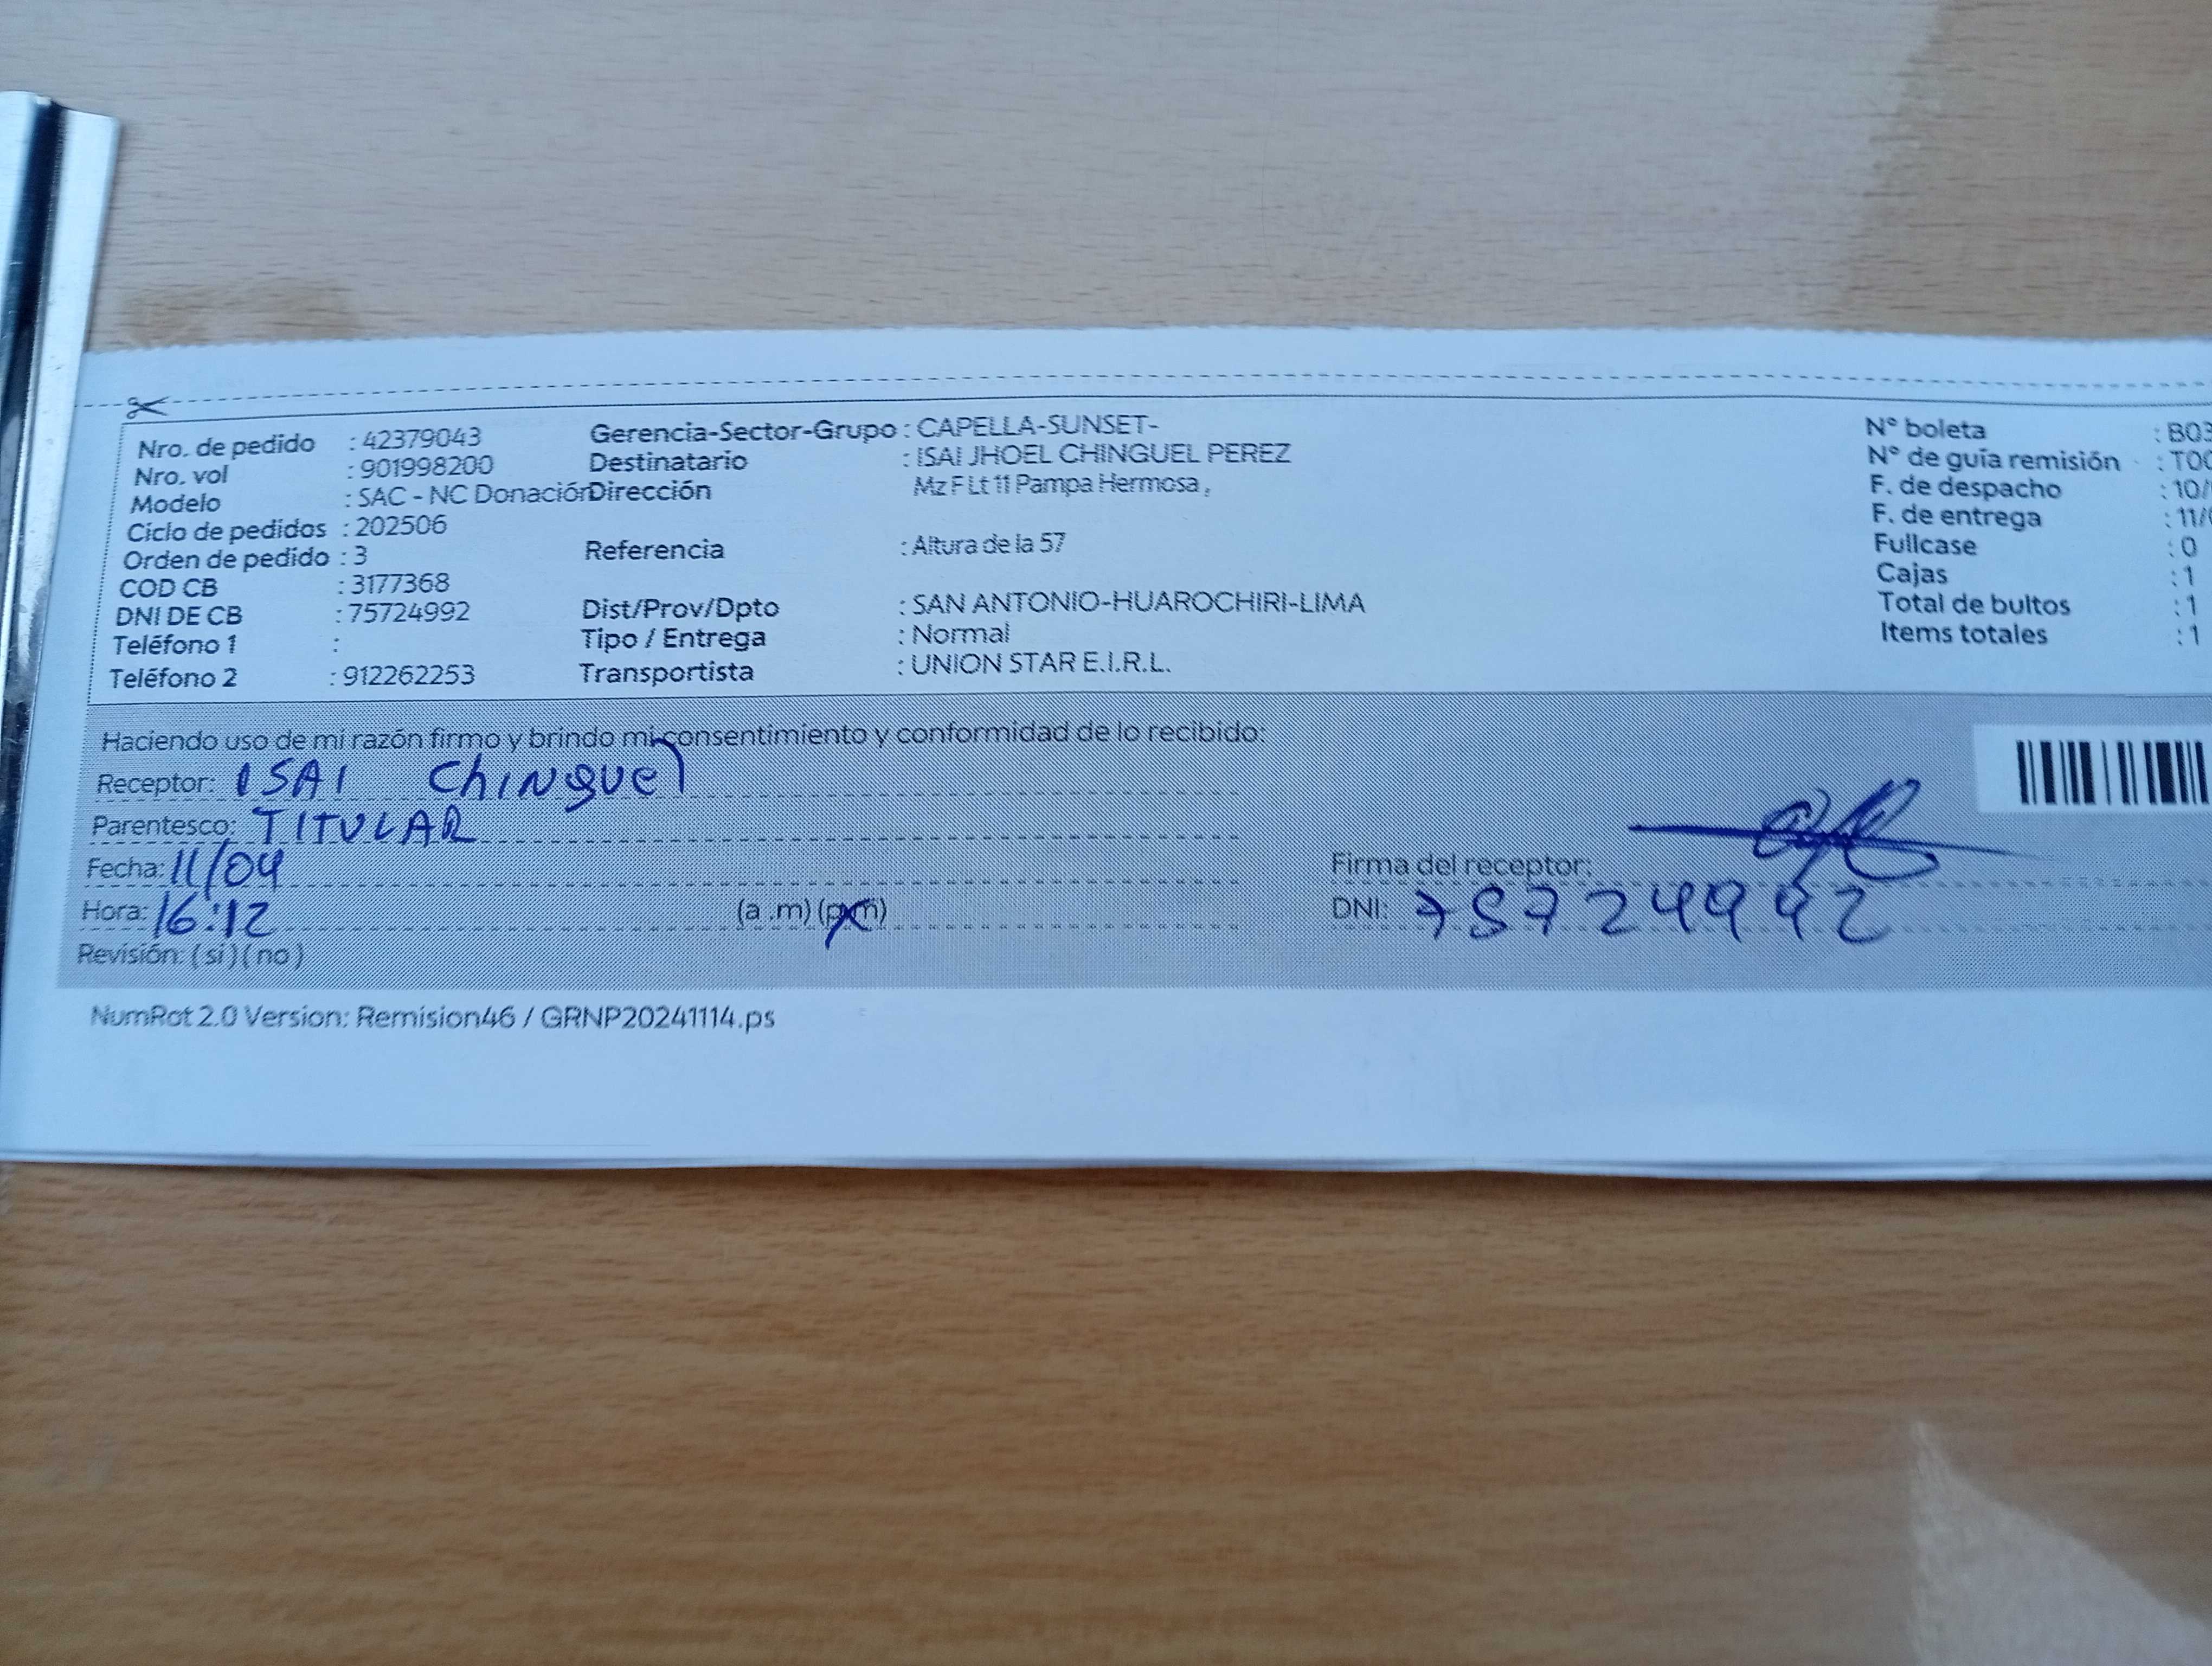 Nro. de pedido : 42379043
Nro. vol : 901998200
Modelo : SAC - NC Donación
Ciclo de pedidos : 202506
Orden de pedido : 3
COD CB : 3177368
DNI DE CB : 75724992
Teléfono 1 :
Teléfono 2 : 912262253
Gerencia-Sector-Grupo : CAPELLA-SUNSET-
Destinatario : ISAI JHOEL CHINGUEL PEREZ
Dirección Mz F Lt 11 Pampa Hermosa ,
Referencia : Altura de la 57
Dist/Prov/Dpto : SAN ANTONIO-HUAROCHIRI-LIMA
Tipo / Entrega : Normal
Transportista : UNION STAR E.I.R.L.
N° boleta : B03
N° de guía remisión : T00
F. de despacho : 10/
F. de entrega : 11/
Fullcase : 0
Cajas : 1
Total de bultos : 1
Items totales : 1
Haciendo uso de mi razón firmo y brindo mi consentimiento y conformidad de lo recibido:
Receptor: ISAI Chinguel
Parentesco: TITULAR
Fecha: 11/04
Hora: 16:12 (a .m) (p.m)
Revisión: ( si ) ( no )
Firma del receptor:
DNI: 75724992
NumRot 2.0 Version: Remision46 / GRNP20241114.ps